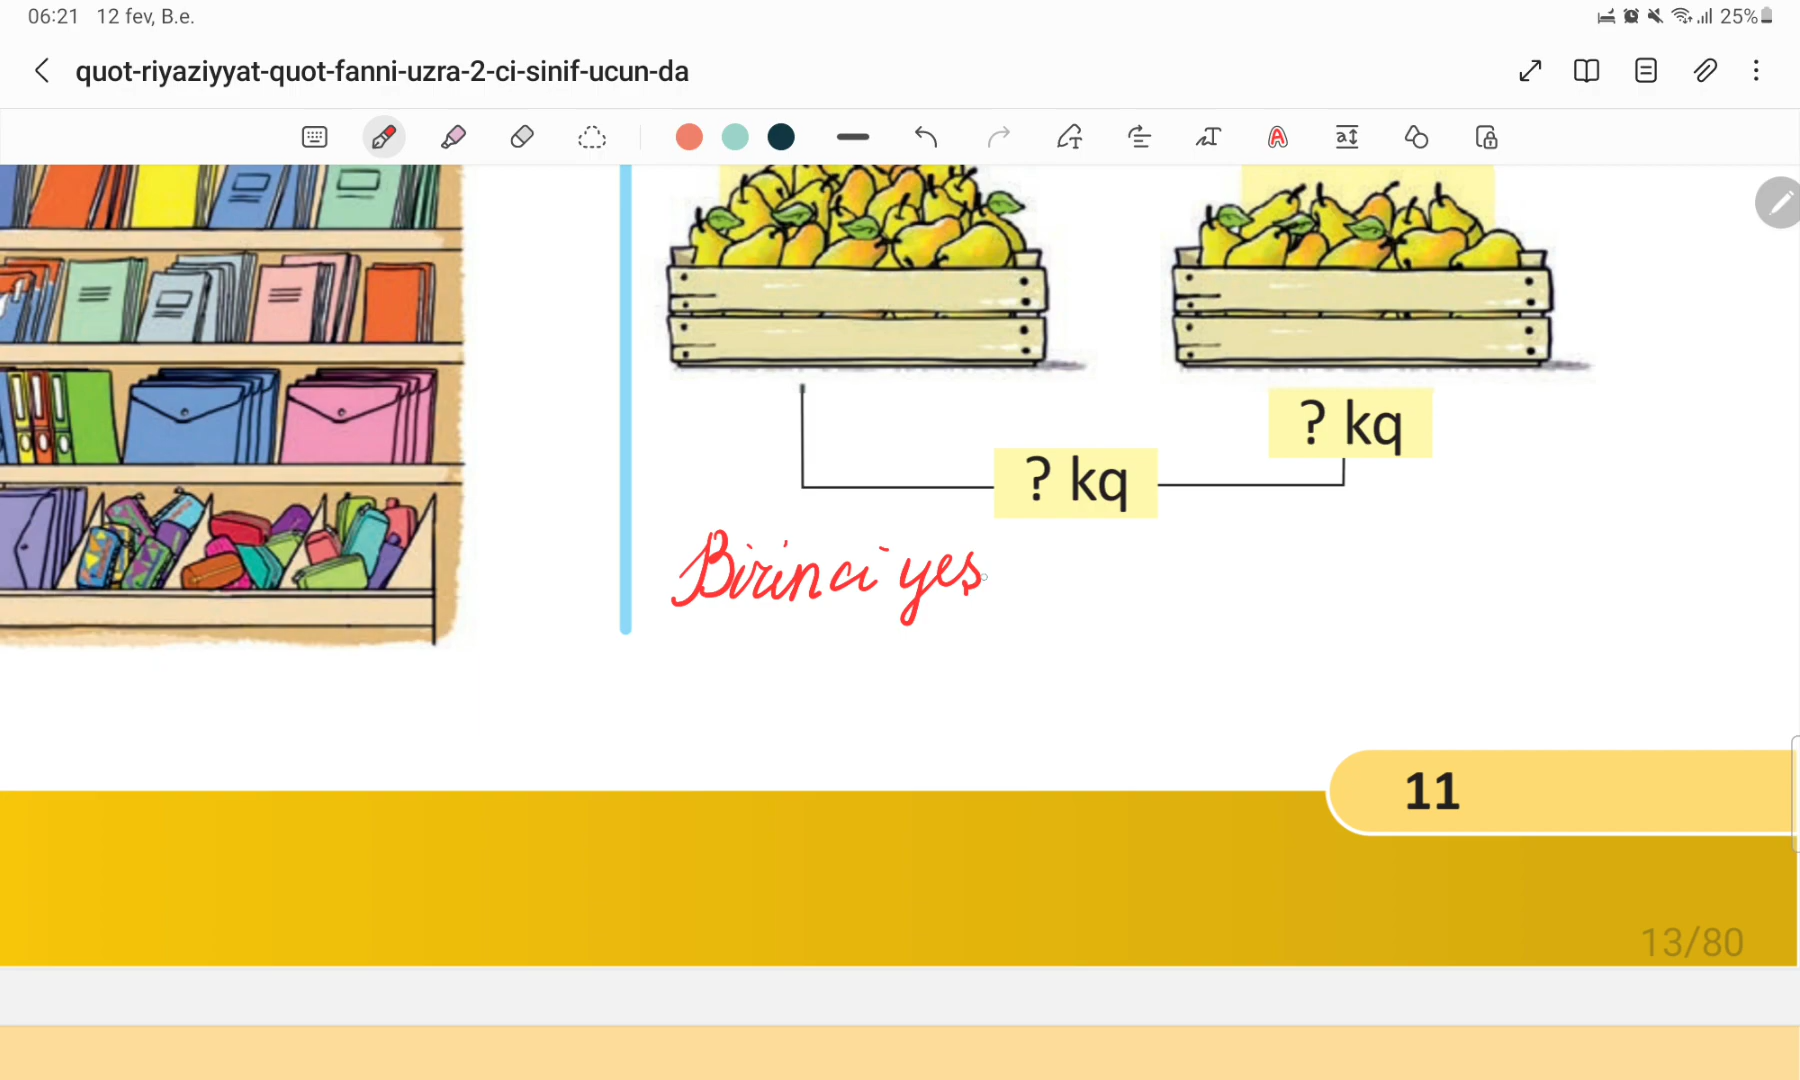 06:21 12 fev, B.e.
25%
quot-riyaziyyat-quot-fanni-uzra-2-ci-sinif-ucun-da
? kq
? kq
Birinci yeş
11
13/80